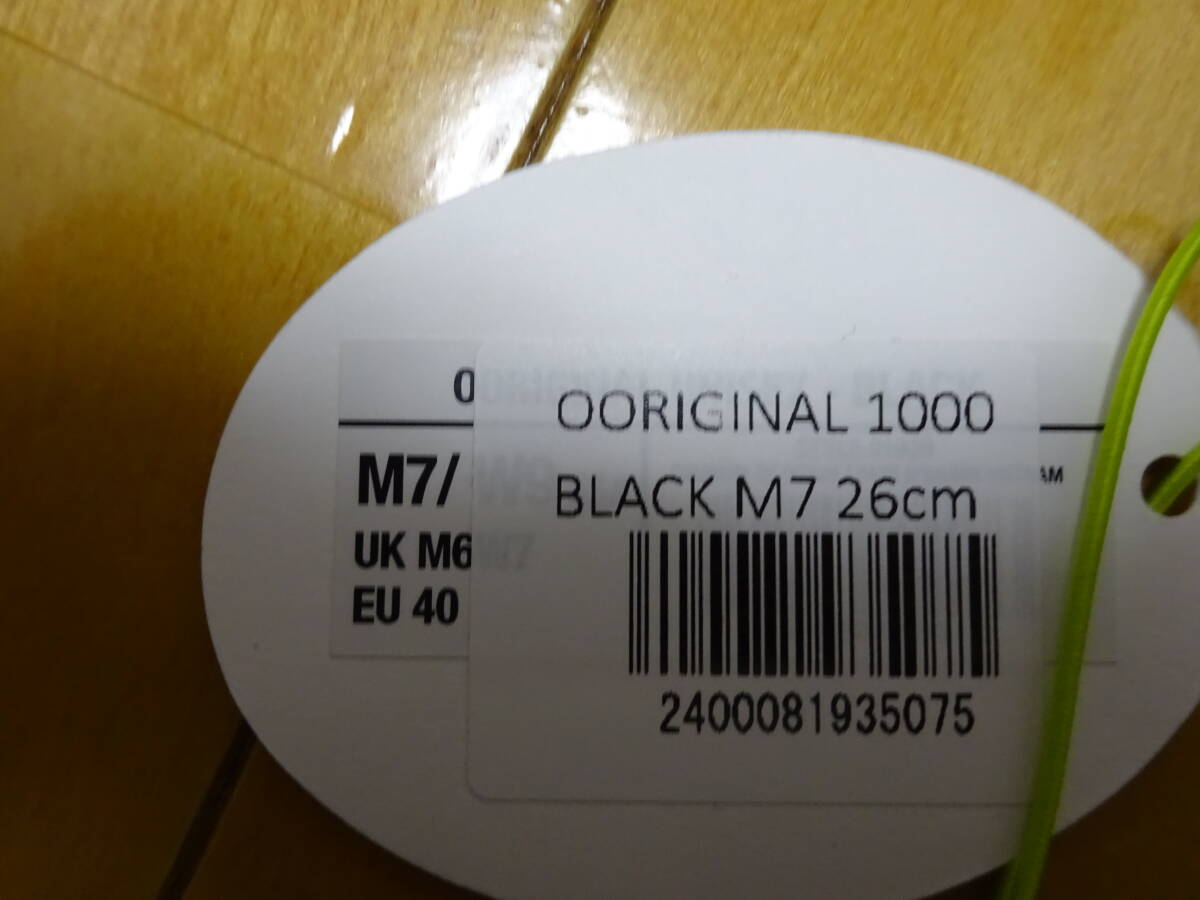 O
OORIGINAL 1000
M7/
BLACK M7 26cm
UK M6
EU 40
2400081935075